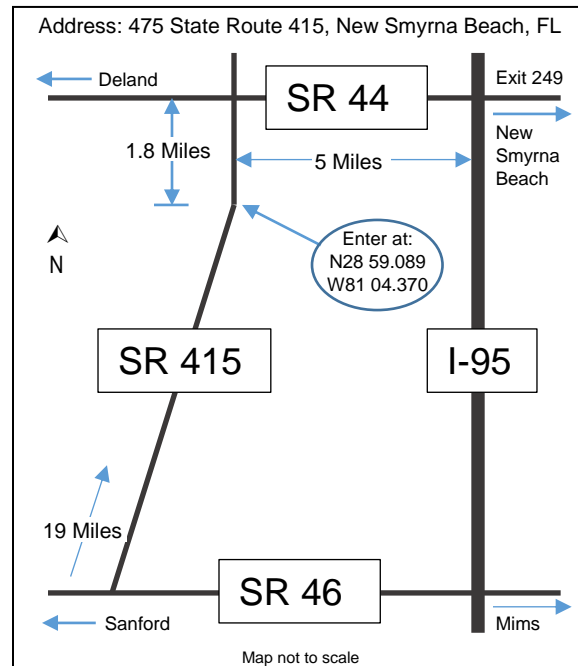 Address: 475 State Route 415, New Smyrna Beach, FL
Deland
SR 44
Exit 249
New
Smyrna
Beach
1.8 Miles
5 Miles
N
Enter at:
N28 59.089
W81 04.370
SR 415
I-95
19 Miles
SR 46
Sanford
Mims
Map not to scale